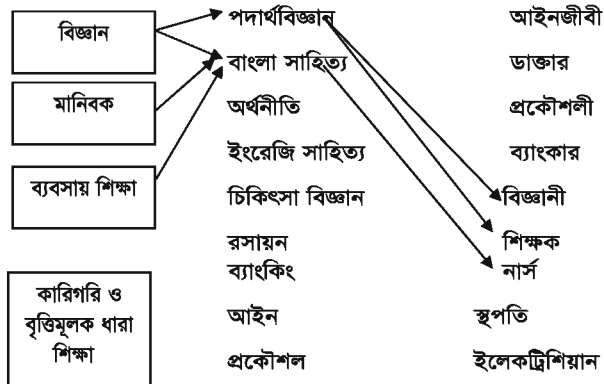 বিজ্ঞান
মানিবক
ব্যবসায় শিক্ষা
কারিগরি ও
বৃত্তিমূলক ধারা
শিক্ষা
পদার্থবিজ্ঞান
বাংলা সাহিত্য
অর্থনীতি
ইংরেজি সাহিত্য
চিকিৎসা বিজ্ঞান
রসায়ন
ব্যাংকিং
আইন
প্রকৌশল
আইনজীবী
ডাক্তার
প্রকৌশলী
ব্যাংকার
বিজ্ঞানী
শিক্ষক
নার্স
স্থপতি
ইলেকট্রিশিয়ান